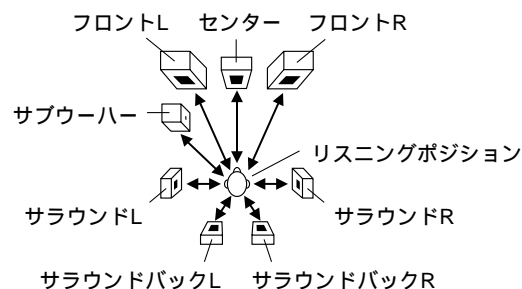 フロントL センター フロントR
サブウーハー
リスニングポジション
サラウンドL サラウンドR
サラウンドバックL サラウンドバックR